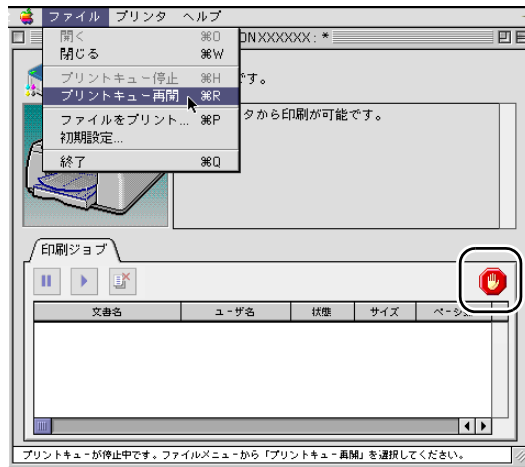 ファイル プリンタ ヘルプ
ONXXXXX : *
開く ⌘O
閉じる ⌘W
プリントキュー停止 ⌘H
プリントキュー再開 ⌘R
ファイルをプリント... ⌘P
初期設定...
終了 ⌘Q
です。
タから印刷が可能です。
印刷ジョブ
文書名 ユーザ名 状態 サイズ
プリントキューが停止中です。ファイルメニューから「プリントキュー再開」を選択してください。